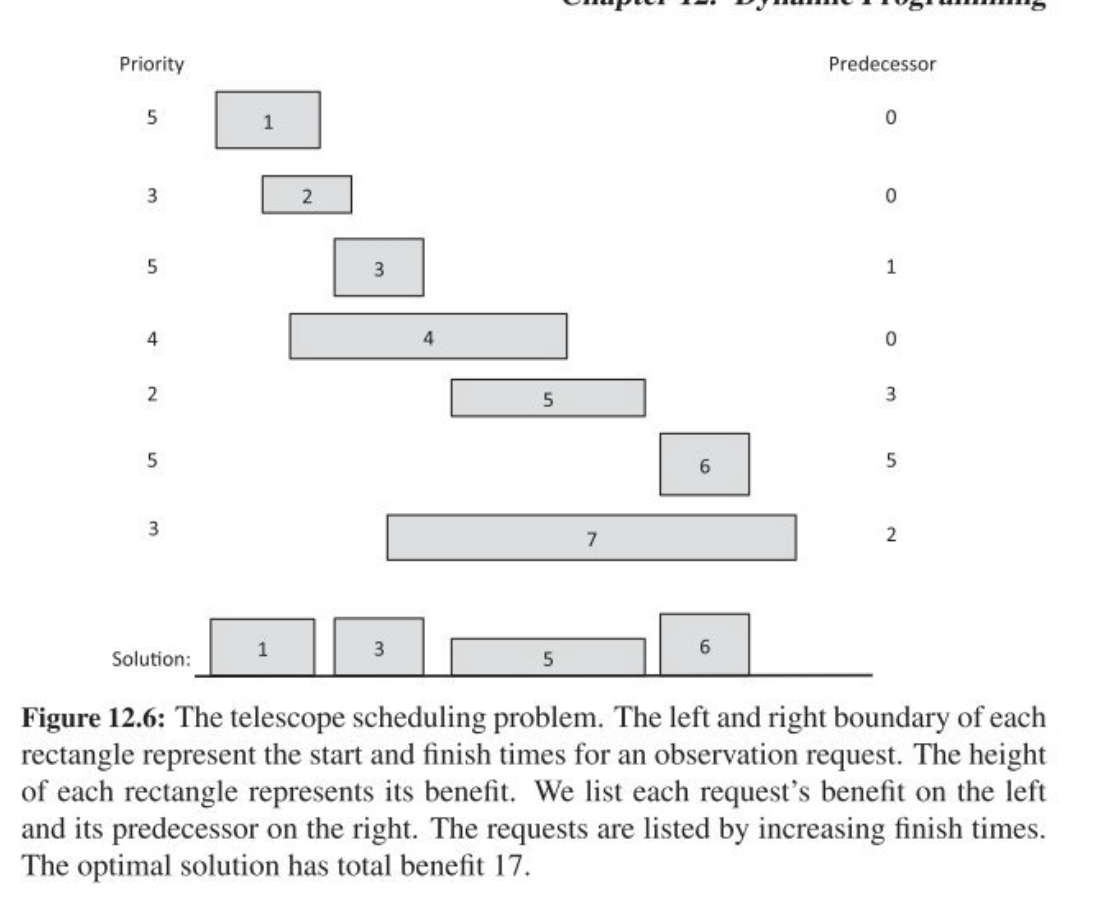 Chapter 12. Dynamic Programming
Priority Predecessor
5 1 0
3 2 0
5 3 1
4 4 0
2 5 3
5 6 5
3 7 2
Solution: 1 3 5 6
Figure 12.6: The telescope scheduling problem. The left and right boundary of each
rectangle represent the start and finish times for an observation request. The height
of each rectangle represents its benefit. We list each request's benefit on the left
and its predecessor on the right. The requests are listed by increasing finish times.
The optimal solution has total benefit 17.